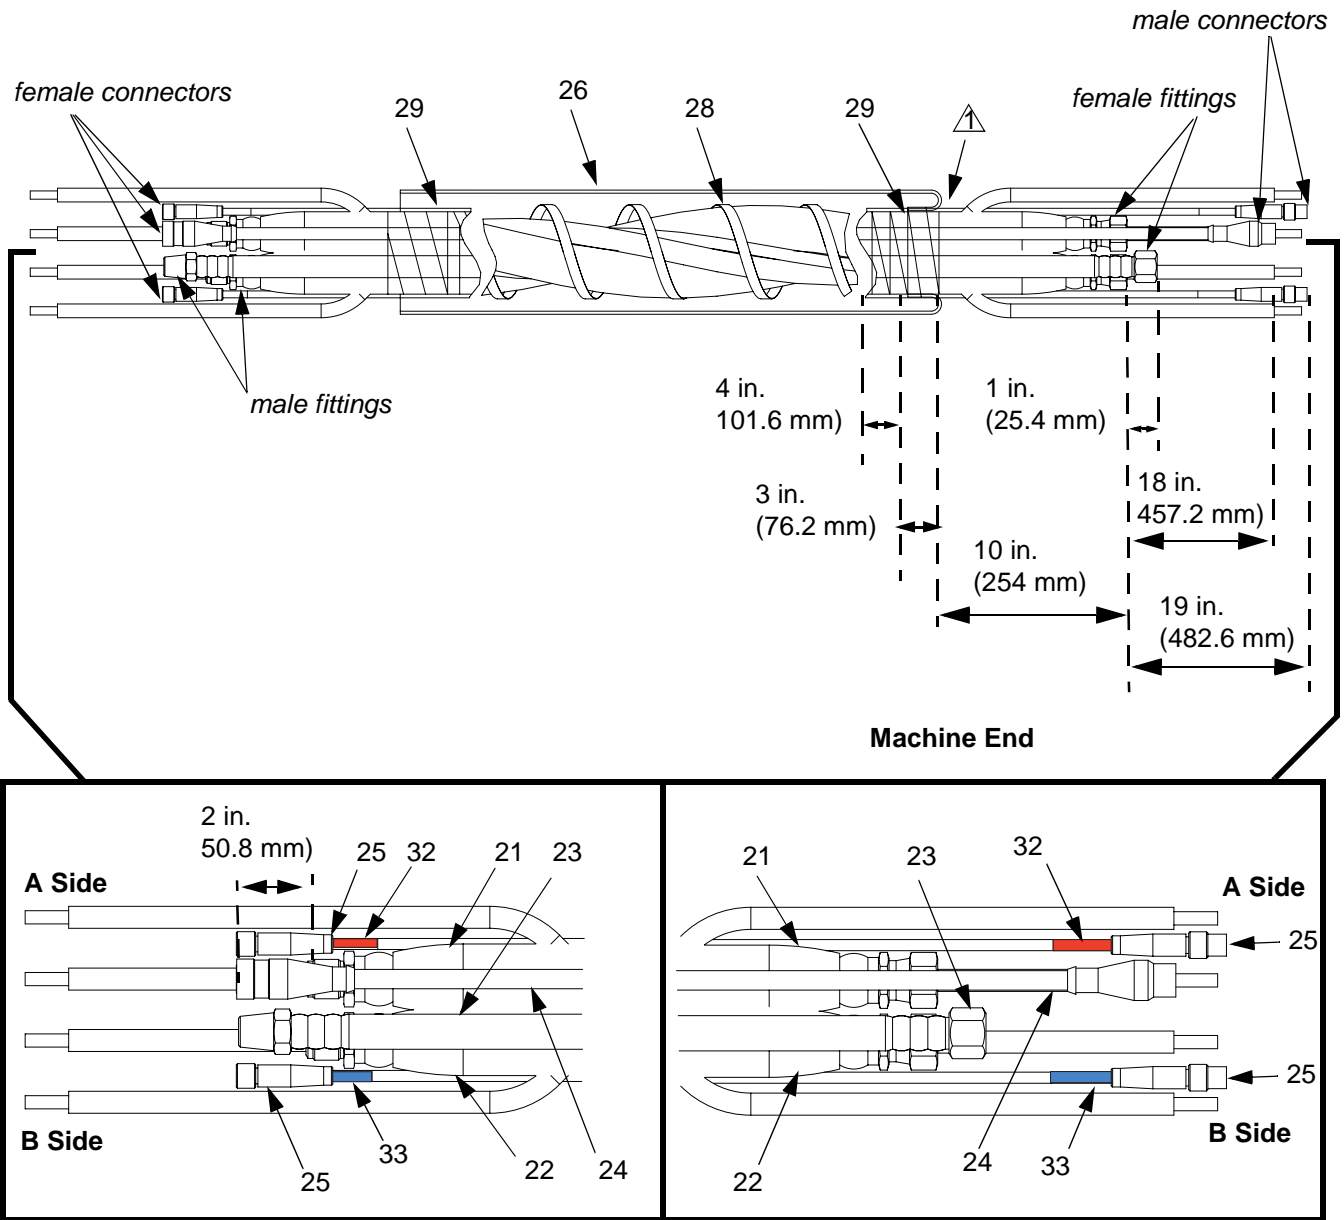 male connectors
female connectors
26
28
29
29
1
female fittings
male fittings
4 in.
101.6 mm)
1 in.
(25.4 mm)
3 in.
(76.2 mm)
18 in.
457.2 mm)
10 in.
(254 mm)
19 in.
(482.6 mm)
Machine End
2 in.
50.8 mm)
25
32
21
23
A Side
B Side
25
33
22
24
21
23
32
A Side
25
25
B Side
22
24
33